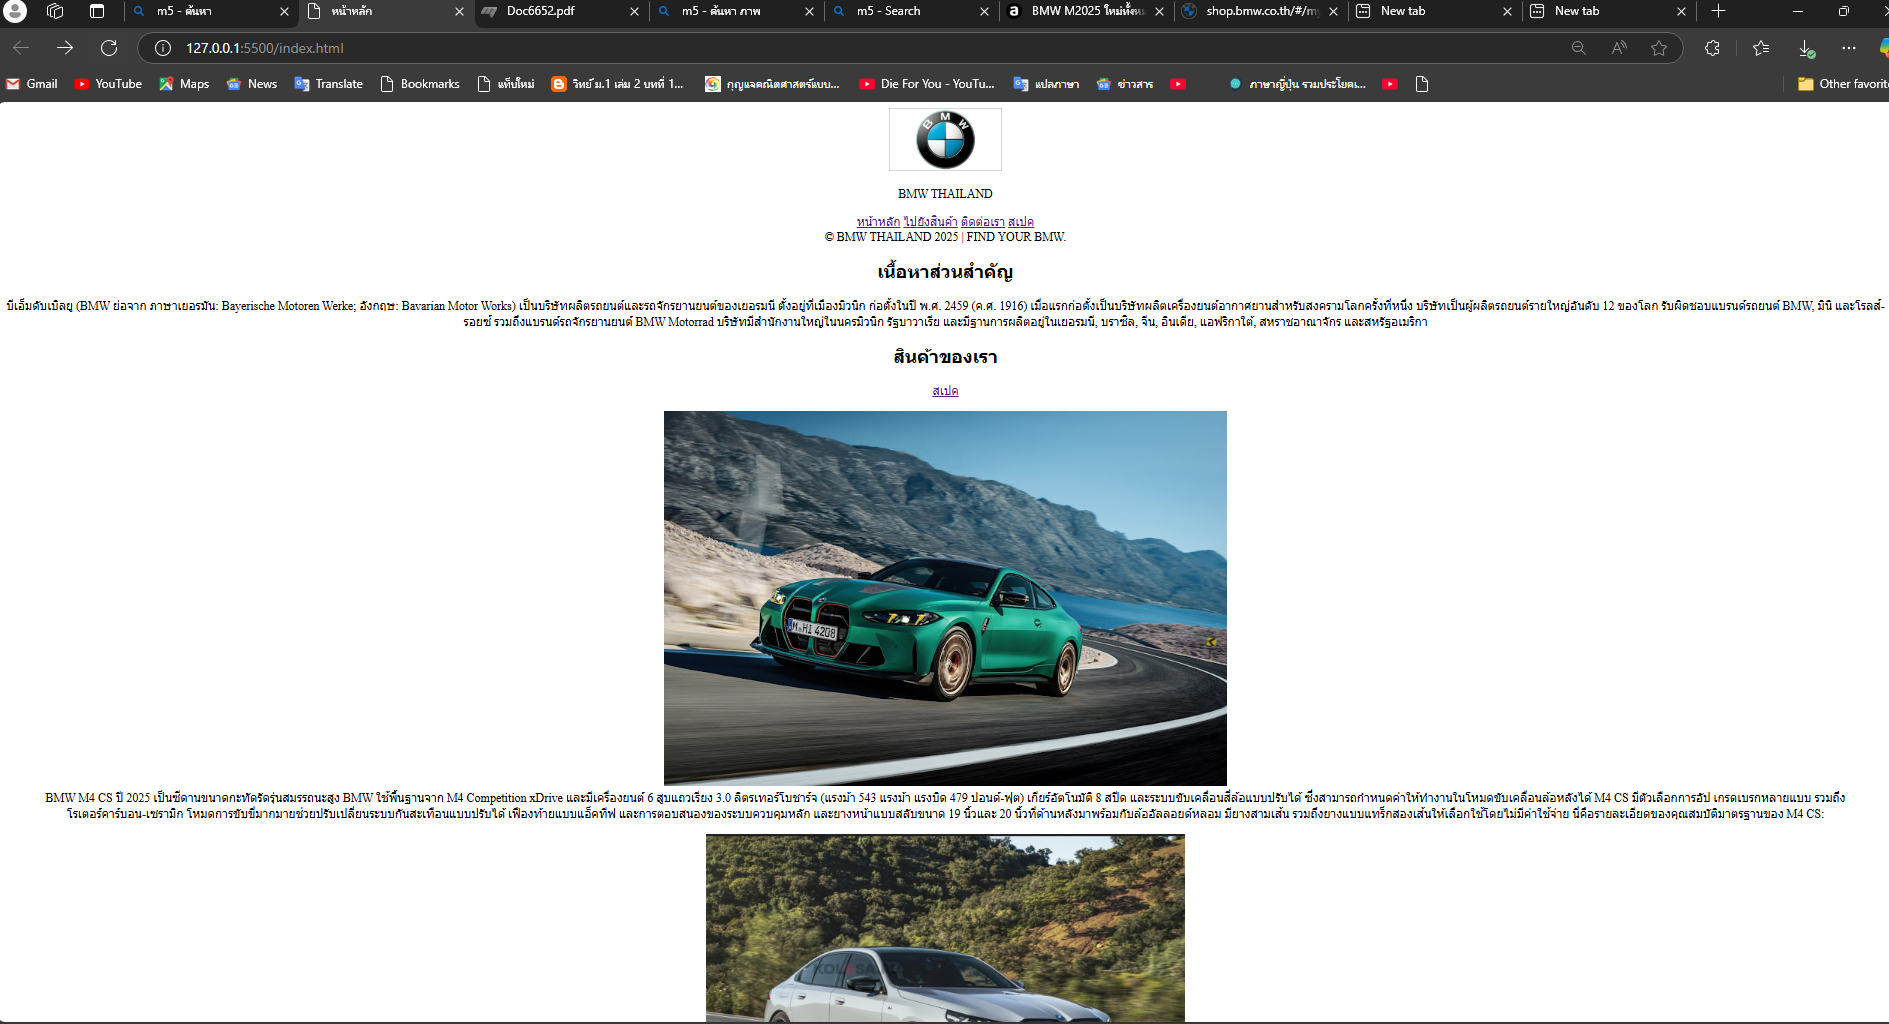 m5 - ค้นหา
หน้าหลัก
Doc6652.pdf
m5 - ค้นหา ภาพ
m5 - Search
BMW M2025 ใหม่ทั้งหม
shop.bmw.co.th/#/my
New tab
New tab
127.0.0.1:5500/index.html
Gmail
YouTube
Maps
News
Translate
Bookmarks
แท็บใหม่
วิทย์ ม.1 เล่ม 2 บทที่ 1...
กุญแจคณิตศาสตร์แบบ...
Die For You - YouTu...
แปลภาษา
ข่าวสาร
ภาษาญี่ปุ่น รวมประโยค...
Other favorit
BMW
BMW THAILAND
หน้าหลัก ไปยังสินค้า ติดต่อเรา สเปค
© BMW THAILAND 2025 | FIND YOUR BMW.
เนื้อหาส่วนสำคัญ
บีเอ็มดับเบิลยู (BMW ย่อจาก ภาษาเยอรมัน: Bayerische Motoren Werke; อังกฤษ: Bavarian Motor Works) เป็นบริษัทผลิตรถยนต์และรถจักรยานยนต์ของเยอรมนี ตั้งอยู่ที่เมืองมิวนิก ก่อตั้งในปี พ.ศ. 2459 (ค.ศ. 1916) เมื่อแรกก่อตั้งเป็นบริษัทผลิตเครื่องยนต์อากาศยานสำหรับสงครามโลกครั้งที่หนึ่ง บริษัทเป็นผู้ผลิตรถยนต์รายใหญ่อันดับ 12 ของโลก รับผิดชอบแบรนด์รถยนต์ BMW, มินิ และโรลส์-
รอยซ์ รวมถึงแบรนด์รถจักรยานยนต์ BMW Motorrad บริษัทมีสำนักงานใหญ่ในนครมิวนิก รัฐบาวาเรีย และมีฐานการผลิตอยู่ในเยอรมนี, บราซิล, จีน, อินเดีย, แอฟริกาใต้, สหราชอาณาจักร และสหรัฐอเมริกา
สินค้าของเรา
สเปค
M HI 4208
BMW M4 CS ปี 2025 เป็นซีดานขนาดกะทัดรัดรุ่นสมรรถนะสูง BMW ใช้พื้นฐานจาก M4 Competition xDrive และมีเครื่องยนต์ 6 สูบแถวเรียง 3.0 ลิตรเทอร์โบชาร์จ (แรงม้า 543 แรงม้า แรงบิด 479 ปอนด์-ฟุต) เกียร์อัตโนมัติ 8 สปีด และระบบขับเคลื่อนสี่ล้อแบบปรับได้ ซึ่งสามารถกำหนดค่าให้ทำงานในโหมดขับเคลื่อนล้อหลังได้ M4 CS มีตัวเลือกการอัป เกรดเบรกหลายแบบ รวมถึง
โรเตอร์คาร์บอน-เซรามิก โหมดการขับขี่มากมายช่วยปรับเปลี่ยนระบบกันสะเทือนแบบปรับได้ เฟืองท้ายแบบแอ็คทีฟ และการตอบสนองของระบบควบคุมหลัก และยางหน้าแบบสลับขนาด 19 นิ้วและ 20 นิ้วที่ด้านหลังมาพร้อมกับล้ออัลลอยด์หลอม มียางสามเส้น รวมถึงยางแบบแทร็กสองเส้นให้เลือกใช้โดยไม่มีค่าใช้จ่าย นี่คือรายละเอียดของคุณสมบัติมาตรฐานของ M4 CS: